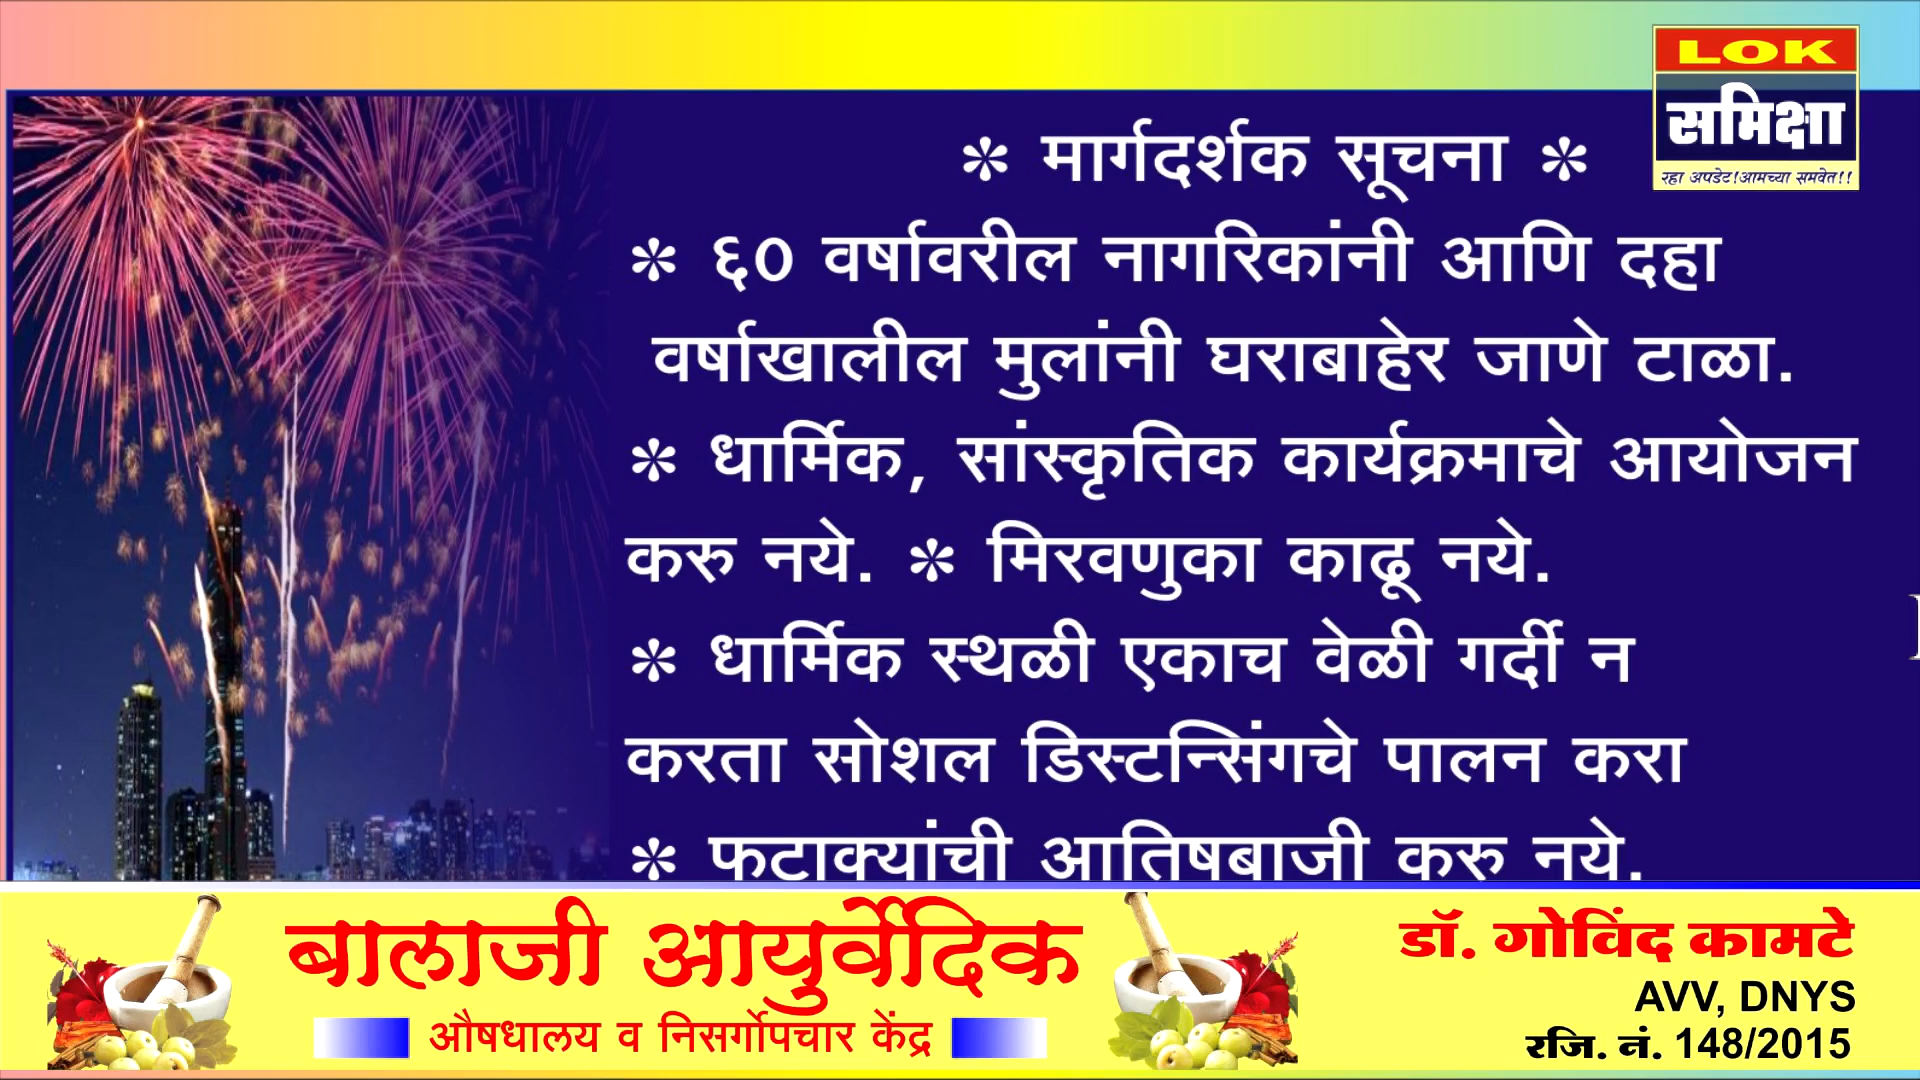 LOK
समिक्षा
रहा अपडेट!आमच्या समवेत!!
* मार्गदर्शक सूचना *
* ६० वर्षावरील नागरिकांनी आणि दहा
वर्षाखालील मुलांनी घराबाहेर जाणे टाळा.
* धार्मिक, सांस्कृतिक कार्यक्रमाचे आयोजन
करु नये. * मिरवणुका काढू नये.
* धार्मिक स्थळी एकाच वेळी गर्दी न
करता सोशल डिस्टन्सिंगचे पालन करा
* फटाक्यांची आतिषबाजी करु नये.
बालाजी आयुर्वेदिक
औषधालय व निसर्गोपचार केंद्र
डॉ. गोविंद कामटे
AVV, DNYS
रजि. नं. 148/2015